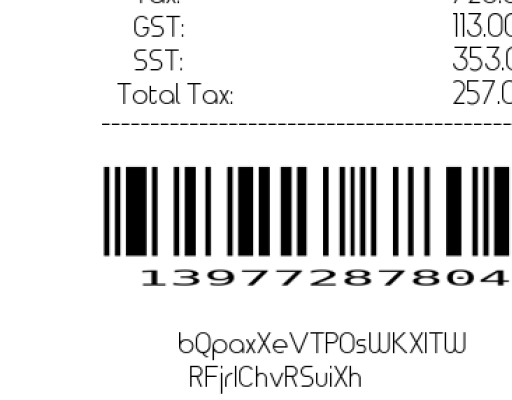 GST: 113.00
SST: 353.0
Total Tax: 257.0
13977287804
bQpaxXeVTPOsWKXITW
RFjrIChvRSuiXh